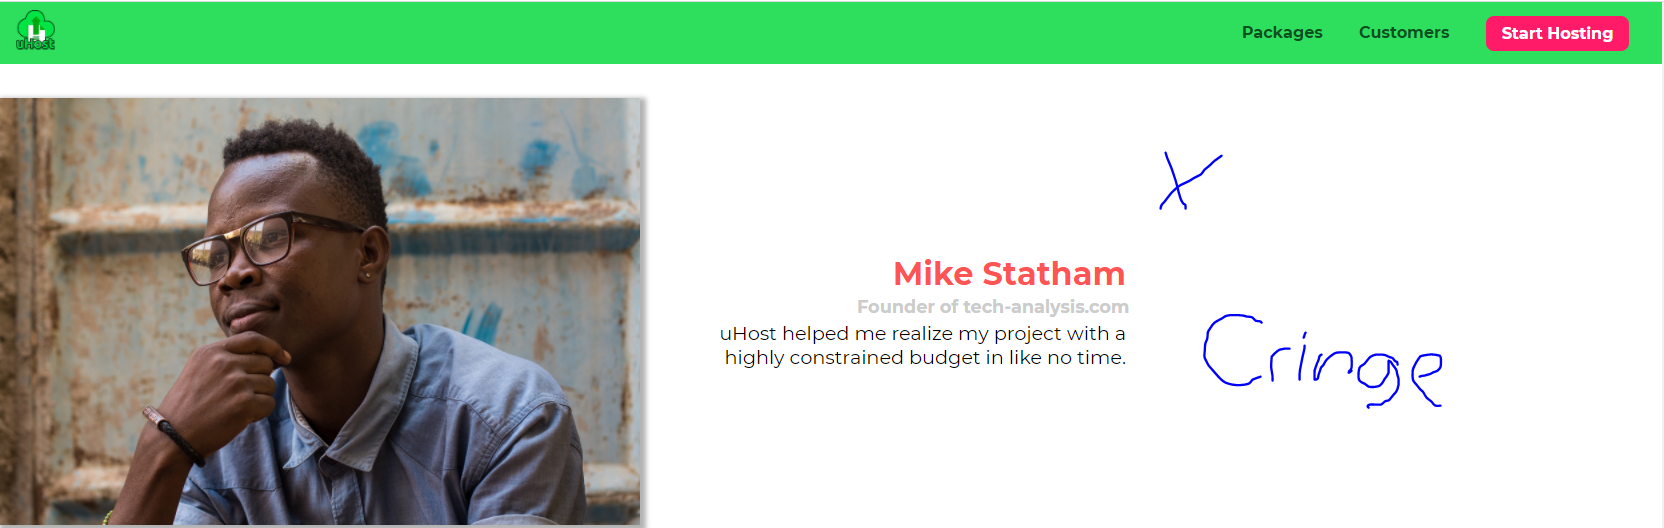 uHost
Packages Customers Start Hosting
Mike Statham
Founder of tech-analysis.com
uHost helped me realize my project with a
highly constrained budget in like no time.
X
Cringe